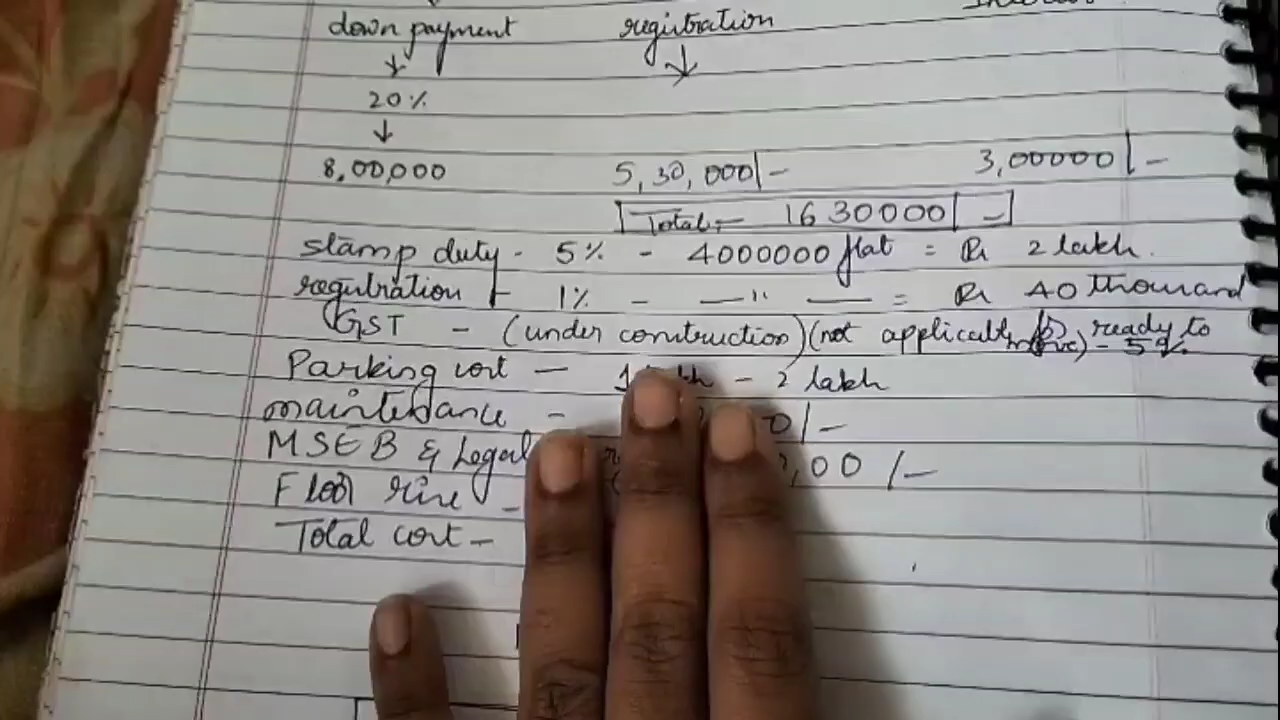 down payment registration
↓ ↓
20%
↓
8,00,000 5,30,000/- 3,00000/-
Total:- 1630000/-
stamp duty - 5% - 4000000 flat = Rs 2 lakh.
registration - 1% - —"— = Rs 40 thousand
GST - (under construction) (not applicable ready to move) - 5%
Parking cost - 2 lakh
maintenance - 0/-
MSEB & Legal ,00/-
Floor rise -
Total cost -